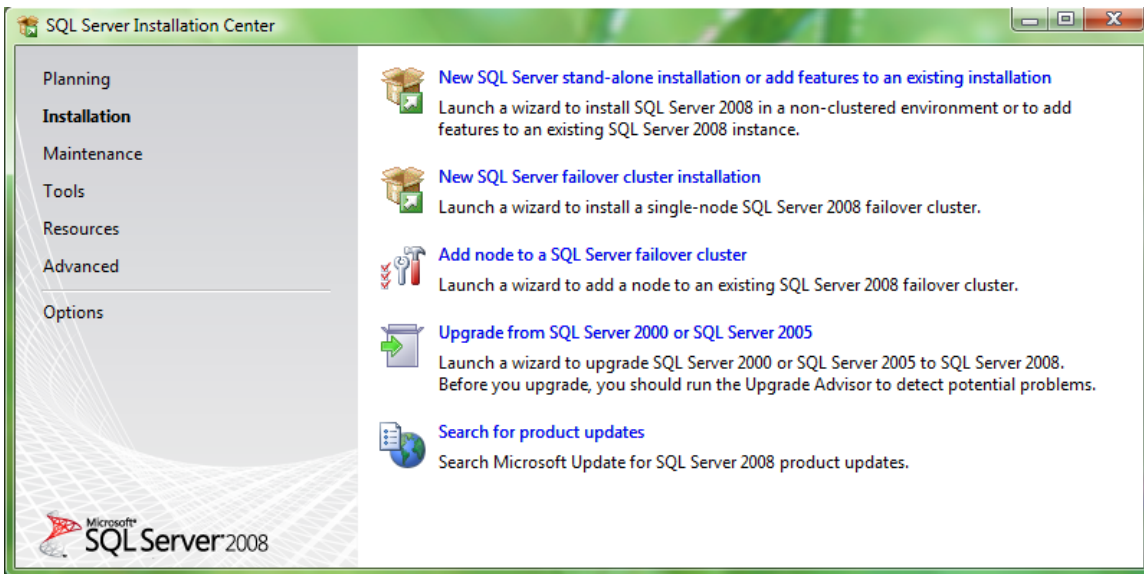 SQL Server Installation Center
Planning
Installation
Maintenance
Tools
Resources
Advanced
Options
New SQL Server stand-alone installation or add features to an existing installation
Launch a wizard to install SQL Server 2008 in a non-clustered environment or to add
features to an existing SQL Server 2008 instance.
New SQL Server failover cluster installation
Launch a wizard to install a single-node SQL Server 2008 failover cluster.
Add node to a SQL Server failover cluster
Launch a wizard to add a node to an existing SQL Server 2008 failover cluster.
Upgrade from SQL Server 2000 or SQL Server 2005
Launch a wizard to upgrade SQL Server 2000 or SQL Server 2005 to SQL Server 2008.
Before you upgrade, you should run the Upgrade Advisor to detect potential problems.
Search for product updates
Search Microsoft Update for SQL Server 2008 product updates.
Microsoft®
SQL Server® 2008